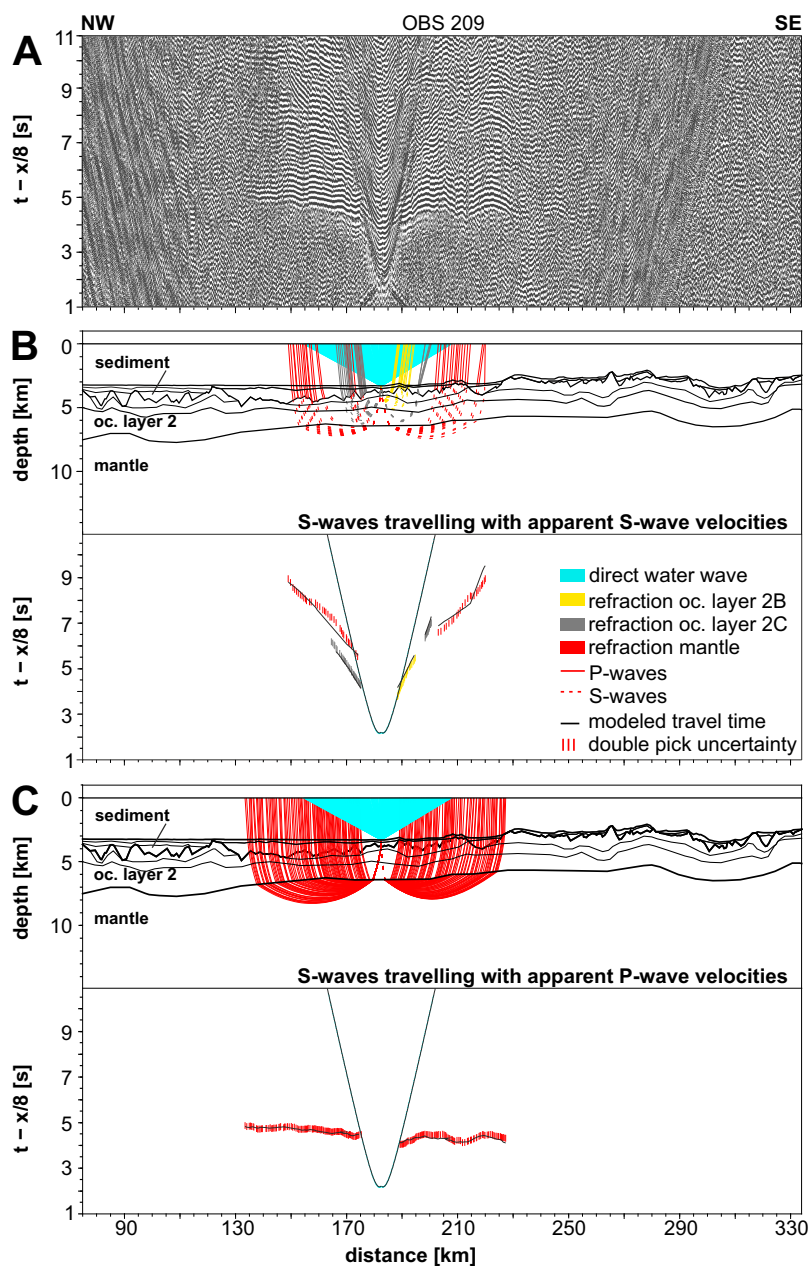 NW OBS 209 SE
A
11
9
7
5
3
1
t – x/8 [s]
B
0
5
10
depth [km]
sediment
oc. layer 2
mantle
S-waves travelling with apparent S-wave velocities
9
7
5
3
1
t – x/8 [s]
direct water wave
refraction oc. layer 2B
refraction oc. layer 2C
refraction mantle
P-waves
S-waves
modeled travel time
double pick uncertainty
C
0
5
10
depth [km]
sediment
oc. layer 2
mantle
S-waves travelling with apparent P-wave velocities
9
7
5
3
1
t – x/8 [s]
90 130 170 210 250 290 330
distance [km]